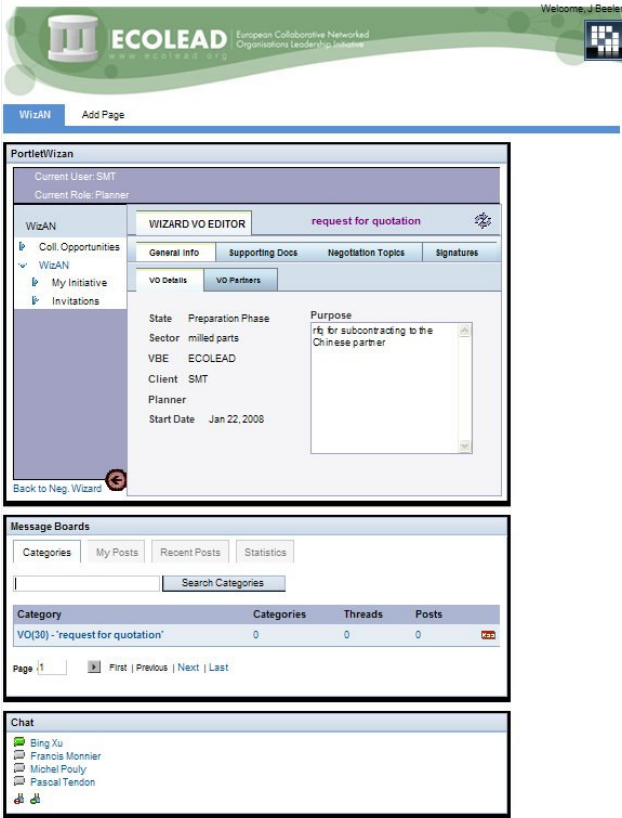 Welcome, J Beeler
ECOLEAD European Collaborative Networked
Organisations Leadership Initiative
www.ecolead.org
WizAN Add Page
PortletWizan
Current User: SMT
Current Role: Planner
WizAN
Coll. Opportunities
WizAN
My Initiative
Invitations
Back to Neg. Wizard
WIZARD VO EDITOR request for quotation
General Info Supporting Docs Negotiation Topics Signatures
VO Details VO Partners
State Preparation Phase
Sector milled parts
VBE ECOLEAD
Client SMT
Planner
Start Date Jan 22, 2008
Purpose
rfq for subcontracting to the
Chinese partner
Message Boards
Categories My Posts Recent Posts Statistics
Search Categories
Category Categories Threads Posts
VO(30) - 'request for quotation' 0 0 0
Page 1 First | Previous | Next | Last
Chat
Bing Xu
Francis Monnier
Michel Pouly
Pascal Tendon